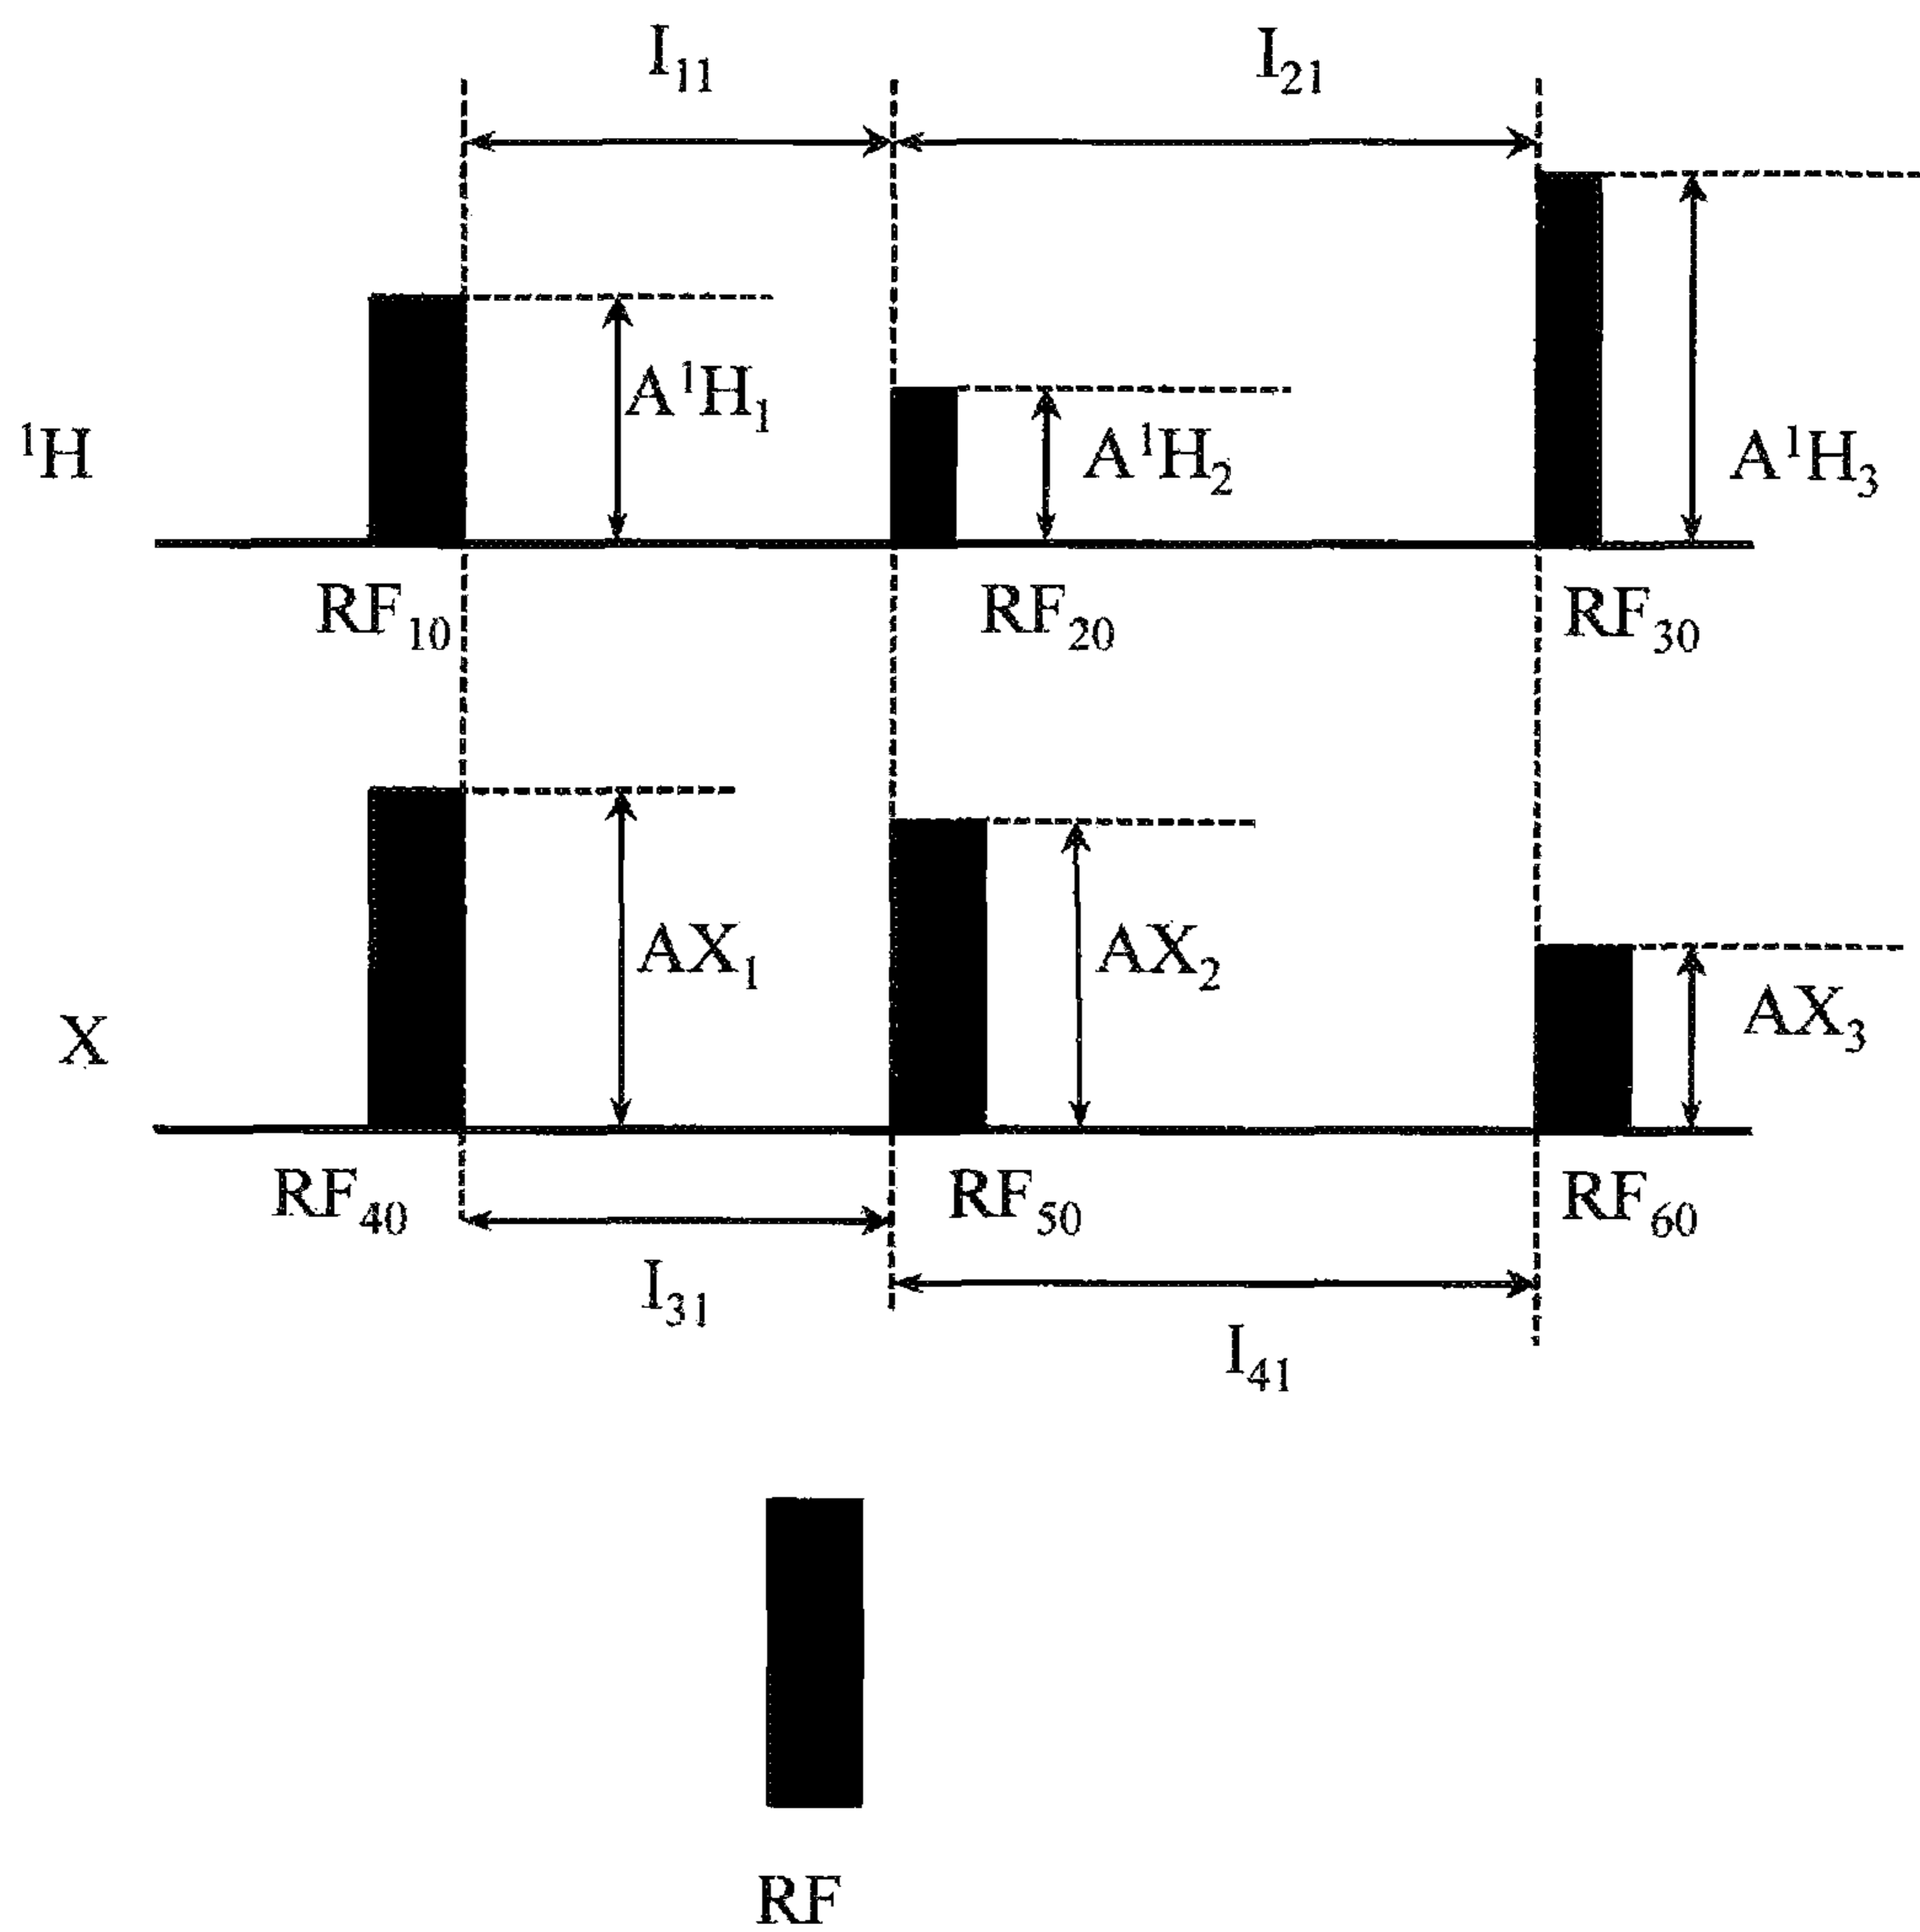 I₁₁ I₂₁
A¹H₁
¹H A¹H₂ A¹H₃
RF₁₀ RF₂₀ RF₃₀
AX₁ AX₂
X AX₃
RF₄₀ RF₅₀ RF₆₀
I₃₁
I₄₁
RF